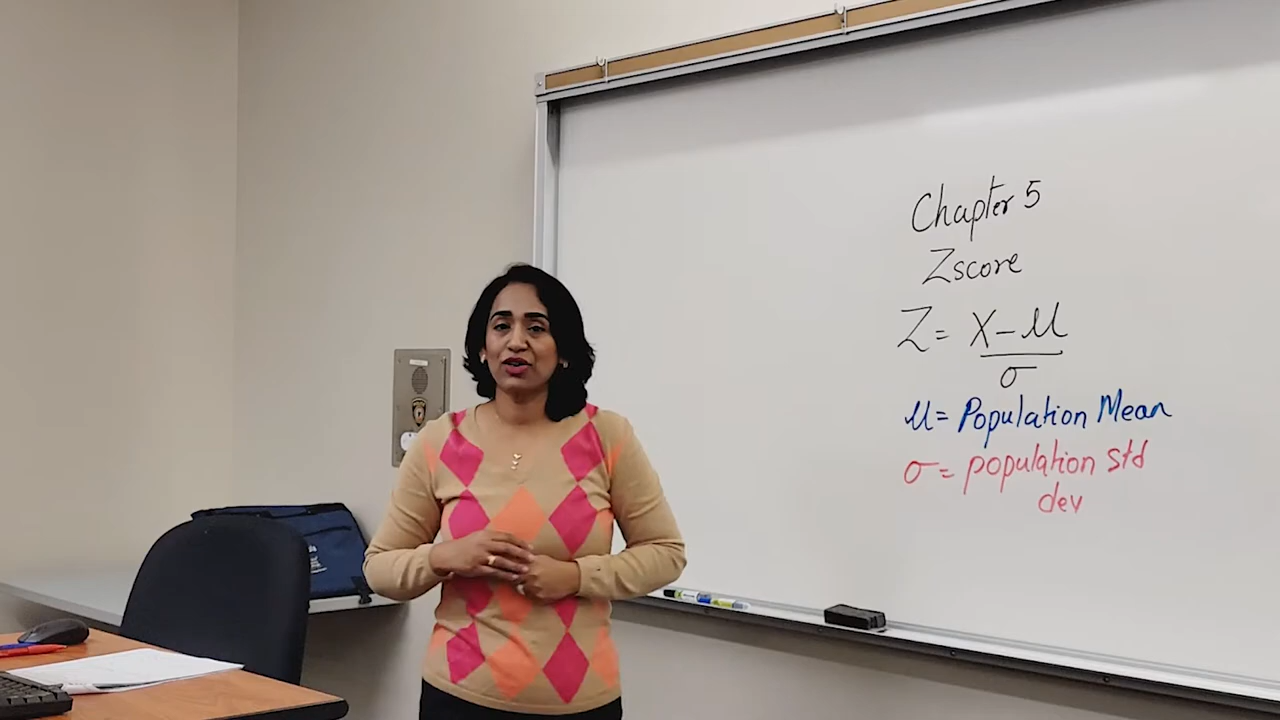 Chapter 5
Zscore
Z = X - μ
σ
μ = Population Mean
σ = population std
dev